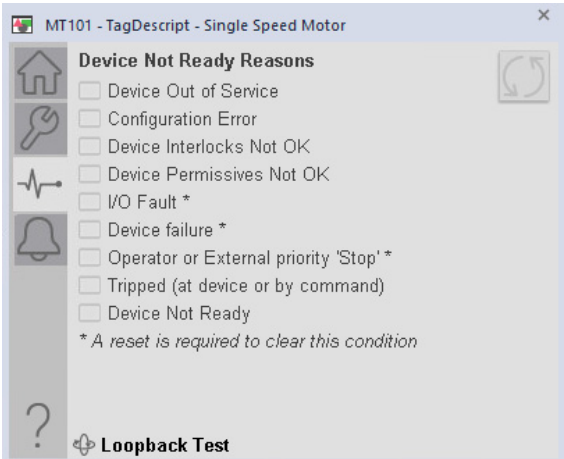 MT101 - TagDescript - Single Speed Motor
Device Not Ready Reasons
Device Out of Service
Configuration Error
Device Interlocks Not OK
Device Permissives Not OK
I/O Fault *
Device failure *
Operator or External priority 'Stop' *
Tripped (at device or by command)
Device Not Ready
* A reset is required to clear this condition
?
Loopback Test